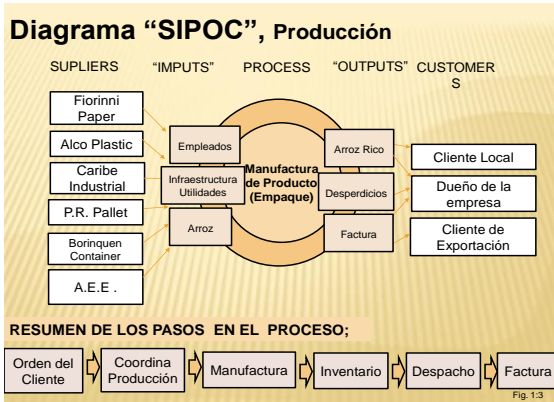 Diagrama “SIPOC”, Producción
SUPLIERS “IMPUTS” PROCESS “OUTPUTS” CUSTOMER
S
Fiorinni
Paper
Alco Plastic
Caribe
Industrial
P.R. Pallet
Borinquen
Container
A.E.E .
Empleados
Infraestructura
Utilidades
Arroz
Manufactura
de Producto
(Empaque)
Arroz Rico
Desperdicios
Factura
Cliente Local
Dueño de la
empresa
Cliente de
Exportación
RESUMEN DE LOS PASOS EN EL PROCESO;
Orden del
Cliente
Coordina
Producción
Manufactura
Inventario
Despacho
Factura
Fig. 1:3